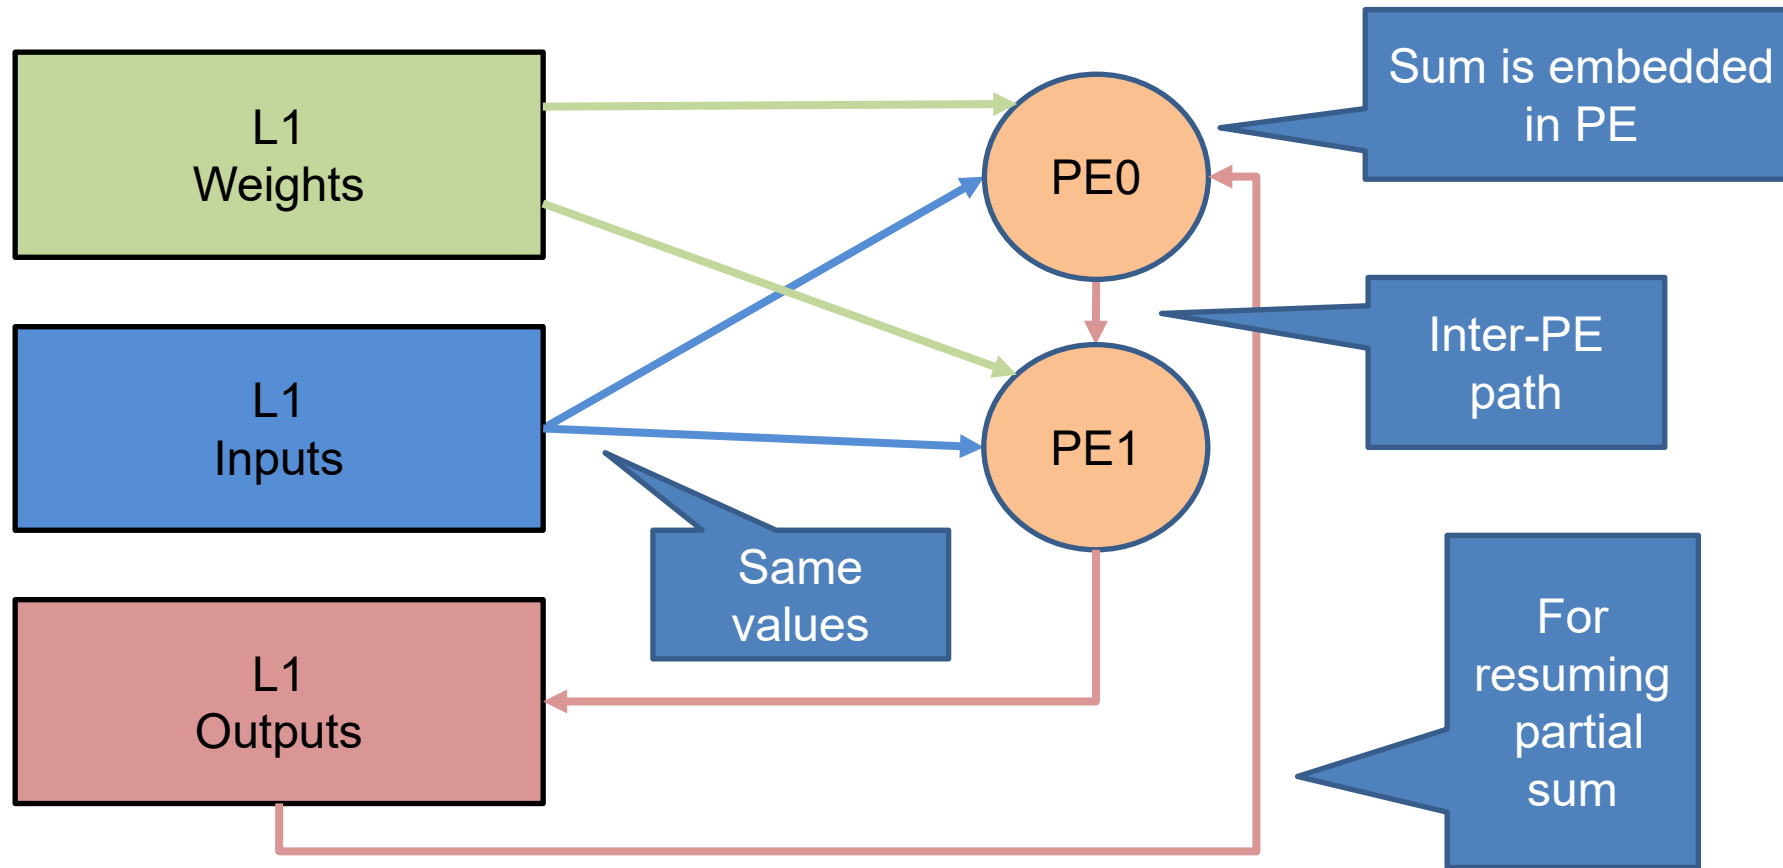 L1
Weights
L1
Inputs
L1
Outputs
PE0
PE1
Sum is embedded
in PE
Inter-PE
path
Same
values
For
resuming
partial
sum